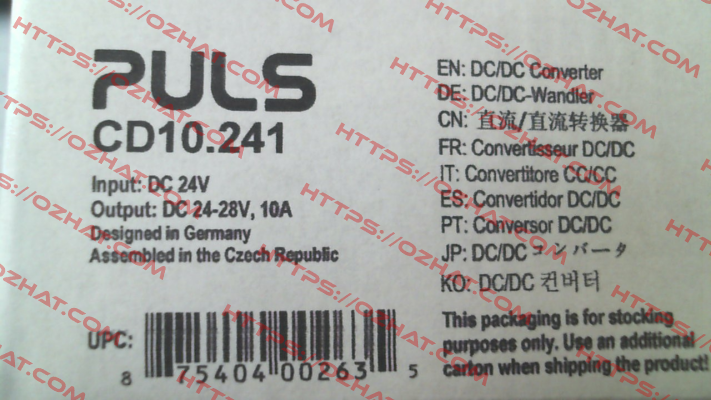 PULS
CD10.241
Input: DC 24V
Output: DC 24-28V, 10A
Designed in Germany
Assembled in the Czech Republic
UPC:
8 75404 00263 5
EN: DC/DC Converter
DE: DC/DC-Wandler
CN: 直流/直流转换器
FR: Convertisseur DC/DC
IT: Convertitore CC/CC
ES: Convertidor DC/DC
PT: Conversor DC/DC
JP: DC/DC コンバータ
KO: DC/DC 컨버터
This packaging is for stocking
purposes only. Use an additional
carton when shipping the product!
HTTPS://OZHAT.COM